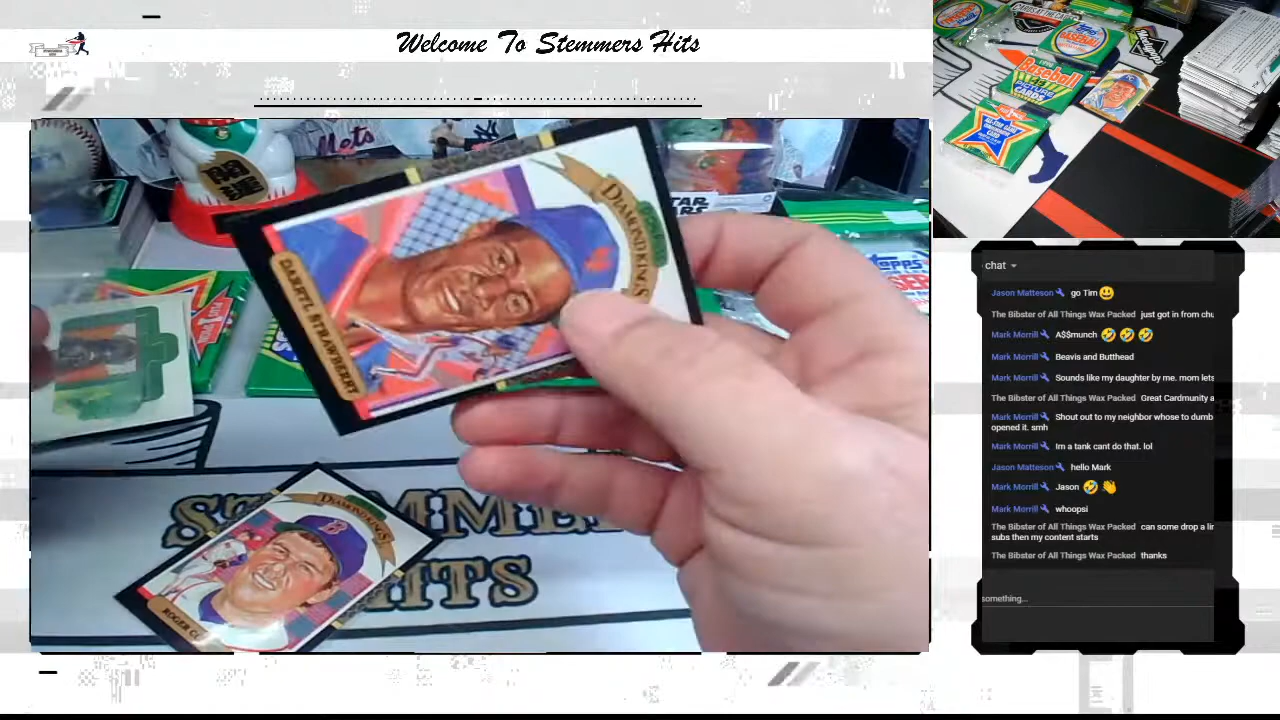 Welcome To Stemmers Hits
Mets
STAR
WARS
DIAMOND KINGS
DARRYL STRAWBERRY
DIAMOND KINGS
ROGER
HITS
Topps
BASEBALL
Baseball
PICTURE
CARDS
chat
Jason Matteson go Tim 😃
The Bibster of All Things Wax Packed just got in from chu
Mark Morrill A$$munch 🤣 🤣 🤣
Mark Morrill Beavis and Butthead
Mark Morrill Sounds like my daughter by me. mom lets
The Bibster of All Things Wax Packed Great Cardmunity a
Mark Morrill Shout out to my neighbor whose to dumb
opened it. smh
Mark Morrill Im a tank cant do that. lol
Jason Matteson hello Mark
Mark Morrill Jason 🤣 👏
Mark Morrill whoopsi
The Bibster of All Things Wax Packed can some drop a lin
subs then my content starts
The Bibster of All Things Wax Packed thanks
something...